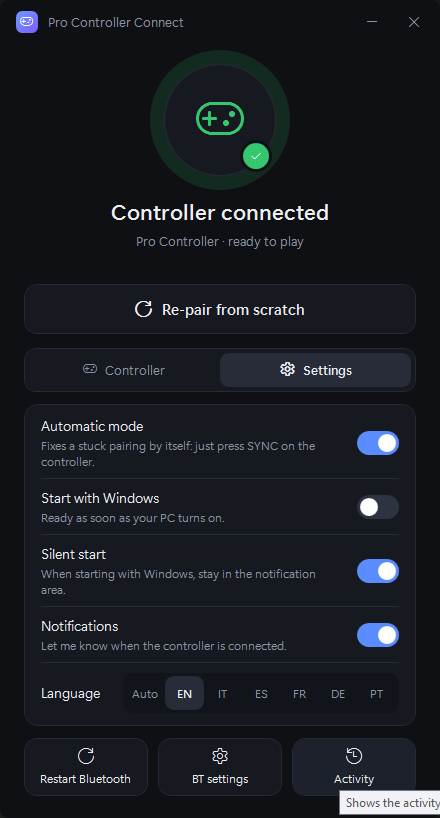 Pro Controller Connect
Controller connected
Pro Controller · ready to play
Re-pair from scratch
Controller
Settings
Automatic mode
Fixes a stuck pairing by itself: just press SYNC on the
controller.
Start with Windows
Ready as soon as your PC turns on.
Silent start
When starting with Windows, stay in the notification
area.
Notifications
Let me know when the controller is connected.
Language Auto EN IT ES FR DE PT
Restart Bluetooth
BT settings
Activity
Shows the activity